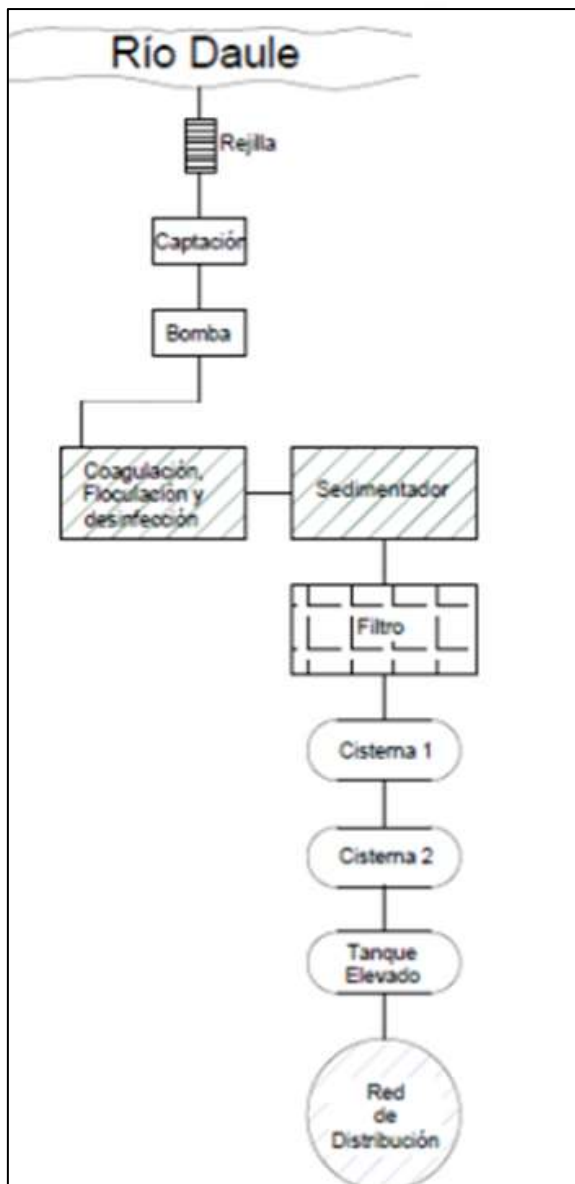 Río Daule
Rejilla
Captación
Bomba
Coagulación,
Floculación y
desinfección
Sedimentador
Filtro
Cisterna 1
Cisterna 2
Tanque
Elevado
Red
de
Distribución